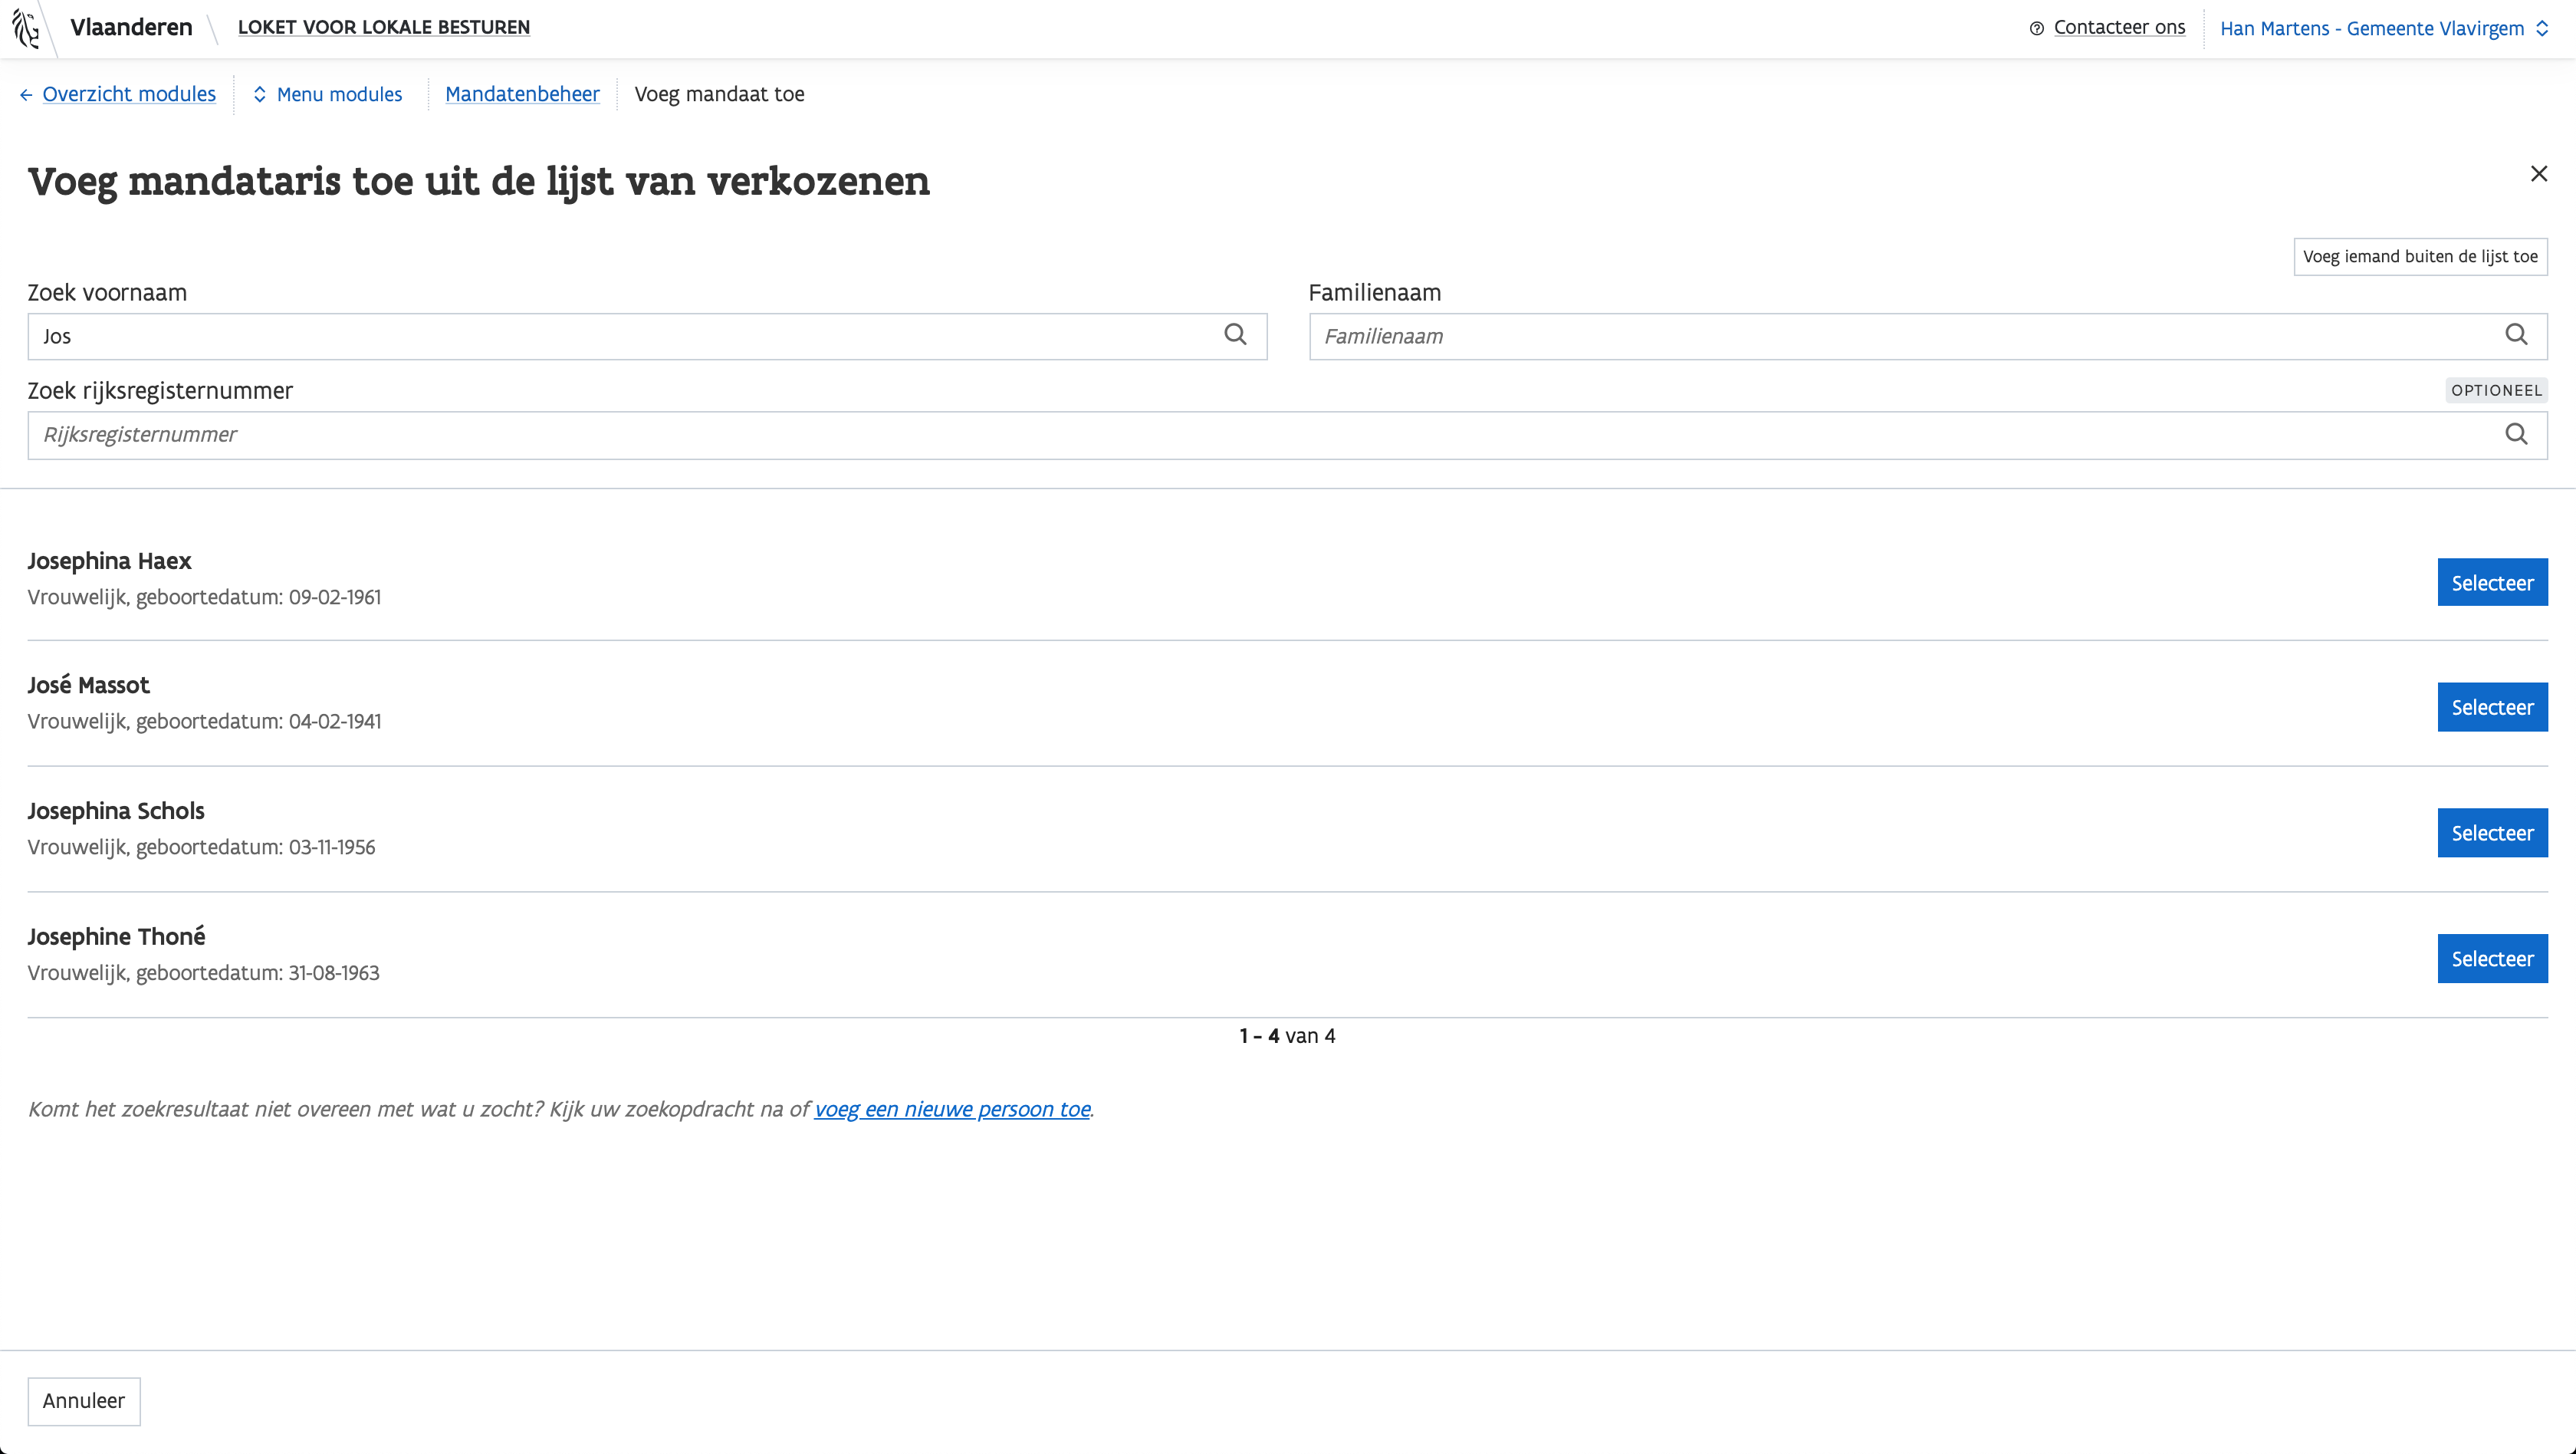 Vlaanderen
LOKET VOOR LOKALE BESTUREN
Contacteer ons
Han Martens - Gemeente Vlavirgem
Overzicht modules
Menu modules
Mandatenbeheer
Voeg mandaat toe
Voeg mandataris toe uit de lijst van verkozenen
Voeg iemand buiten de lijst toe
Zoek voornaam
Familienaam
Jos
Familienaam
Zoek rijksregisternummer
OPTIONEEL
Rijksregisternummer
Josephina Haex
Vrouwelijk, geboortedatum: 09-02-1961
Selecteer
José Massot
Vrouwelijk, geboortedatum: 04-02-1941
Selecteer
Josephina Schols
Vrouwelijk, geboortedatum: 03-11-1956
Selecteer
Josephine Thoné
Vrouwelijk, geboortedatum: 31-08-1963
Selecteer
1 - 4 van 4
Komt het zoekresultaat niet overeen met wat u zocht? Kijk uw zoekopdracht na of voeg een nieuwe persoon toe.
Annuleer